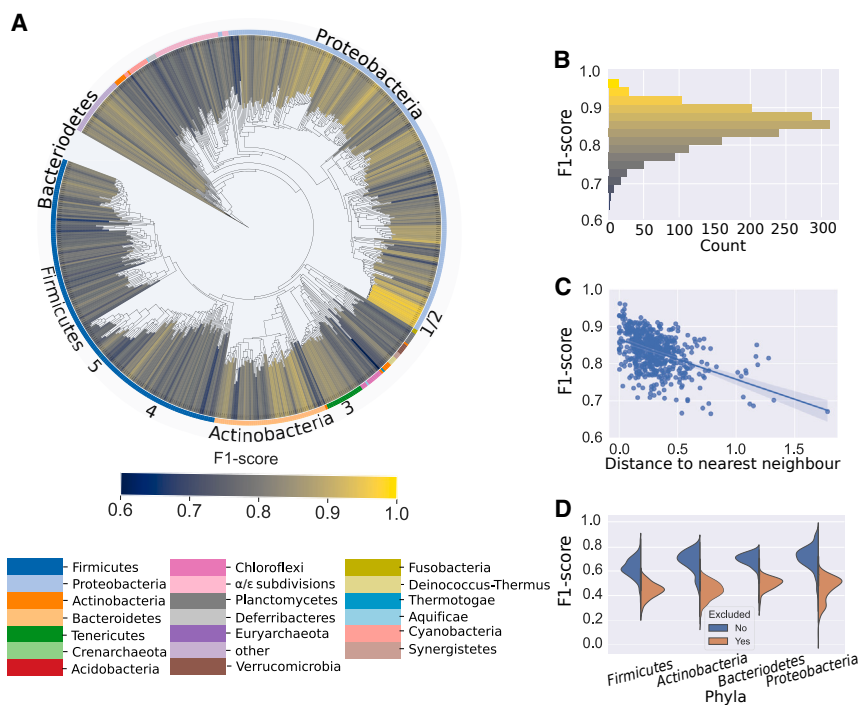 A
Proteobacteria
Bacteriodetes
Firmicutes
5
4
Actinobacteria
3
1/2
F1-score
0.6 0.7 0.8 0.9 1.0
Firmicutes
Proteobacteria
Actinobacteria
Bacteroidetes
Tenericutes
Crenarchaeota
Acidobacteria
Chloroflexi
α/ε subdivisions
Planctomycetes
Deferribacteres
Euryarchaeota
other
Verrucomicrobia
Fusobacteria
Deinococcus-Thermus
Thermotogae
Aquificae
Cyanobacteria
Synergistetes
B
F1-score
1.0
0.9
0.8
0.7
0.6
0 50 100 150 200 250 300
Count
C
F1-score
1.0
0.9
0.8
0.7
0.6
0.0 0.5 1.0 1.5
Distance to nearest neighbour
D
F1-score
1.0
0.8
0.6
0.4
0.2
0.0
Excluded
No
Yes
Firmicutes Actinobacteria Bacteriodetes Proteobacteria
Phyla